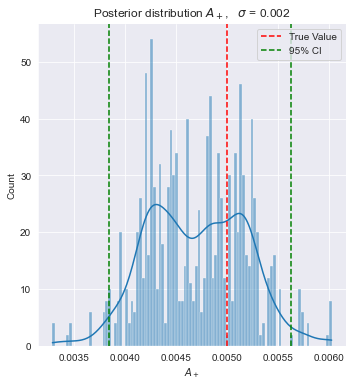 Posterior distribution A₊, σ = 0.002
True Value
95% CI
50
40
30
20
10
0
Count
0.0035 0.0040 0.0045 0.0050 0.0055 0.0060
A₊